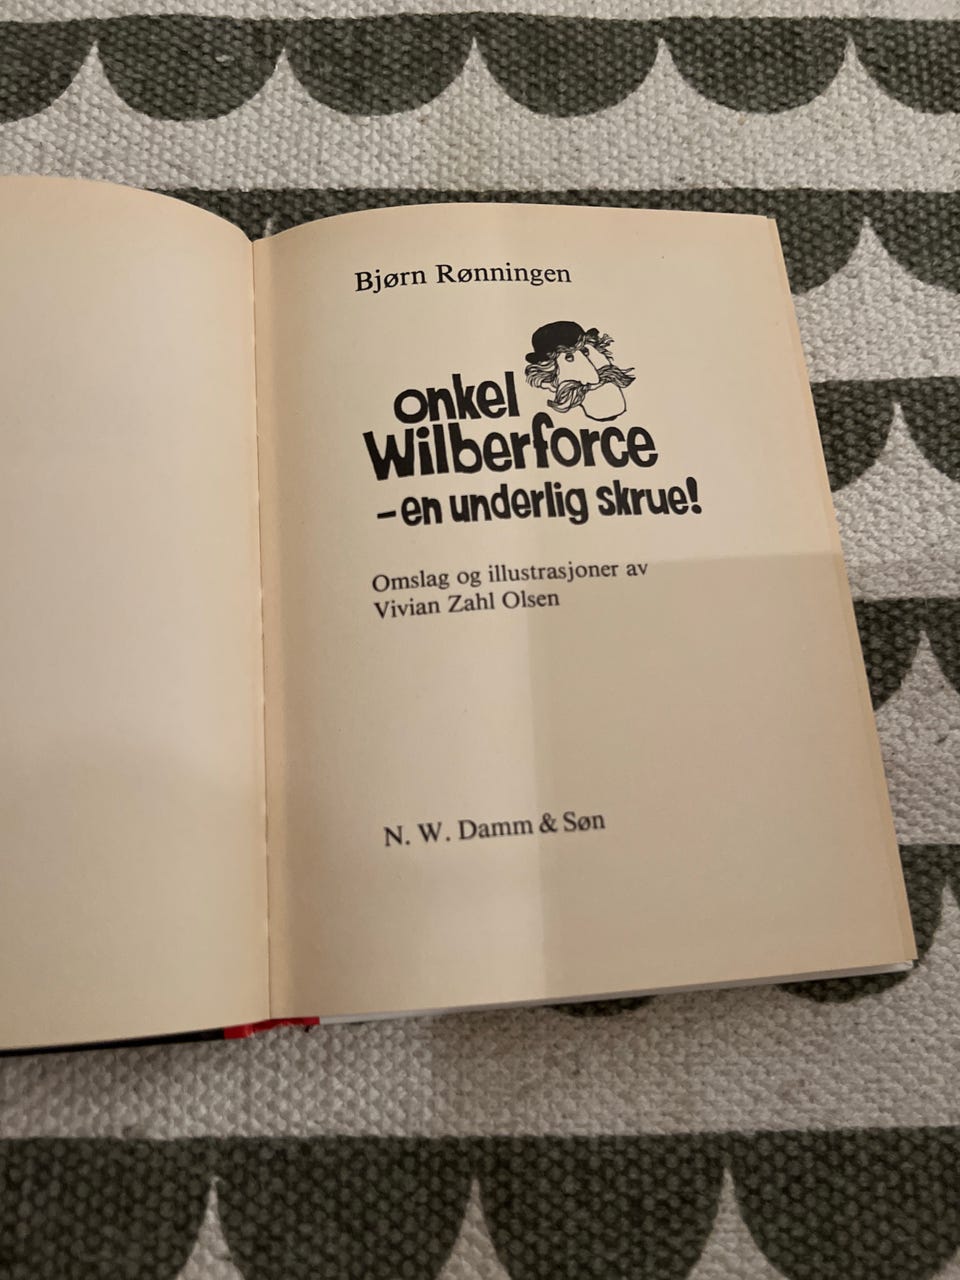 Bjørn Rønningen
onkel
Wilberforce
– en underlig skrue!
Omslag og illustrasjoner av
Vivian Zahl Olsen
N. W. Damm & Søn